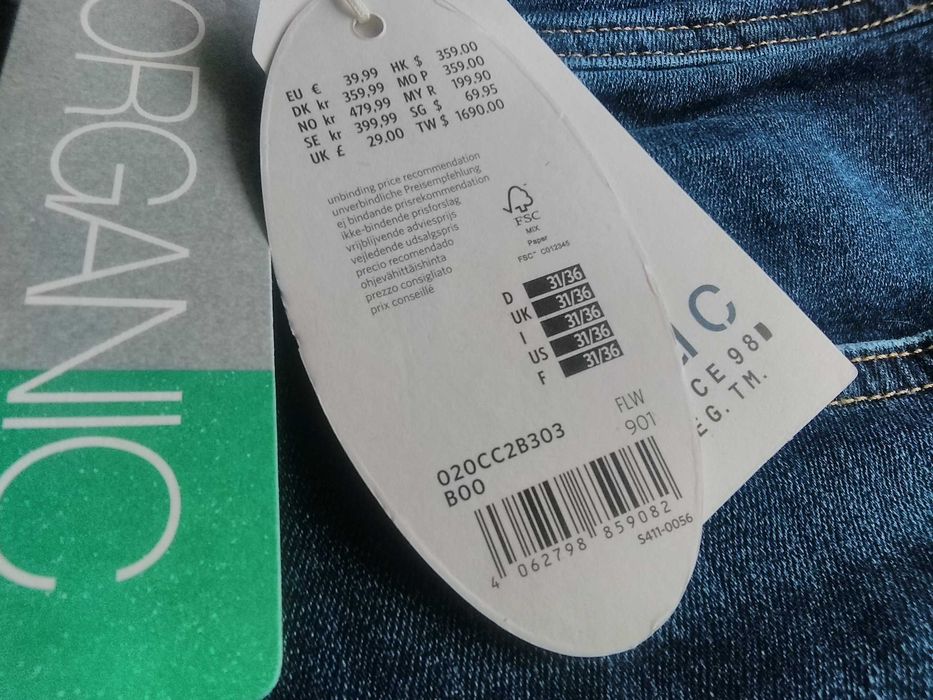 ORGANIC
EU € 39.99 HK $ 359.00
DK kr 359.99 MO P 359.00
NO kr 479.99 MY R 199.90
SE kr 399.99 SG $ 69.95
UK £ 29.00 TW $ 1690.00
unbinding price recommendation
unverbindliche Preisempfehlung
ej bindande prisrekommendation
ikke-bindende prisforslag
vrijblijvende adviesprijs
vejledende udsalgspris
precio recomendado
ohjevähittäishinta
prezzo consigliato
prix conseillé
FSC
MIX
Paper
FSC™ C012345
D 31/36
UK 31/36
I 31/36
US 31/36
F 31/36
FLW
901
020CC2B303
B00
4 062798 859082
S411-0056
IC
CE 98
EG. TM.